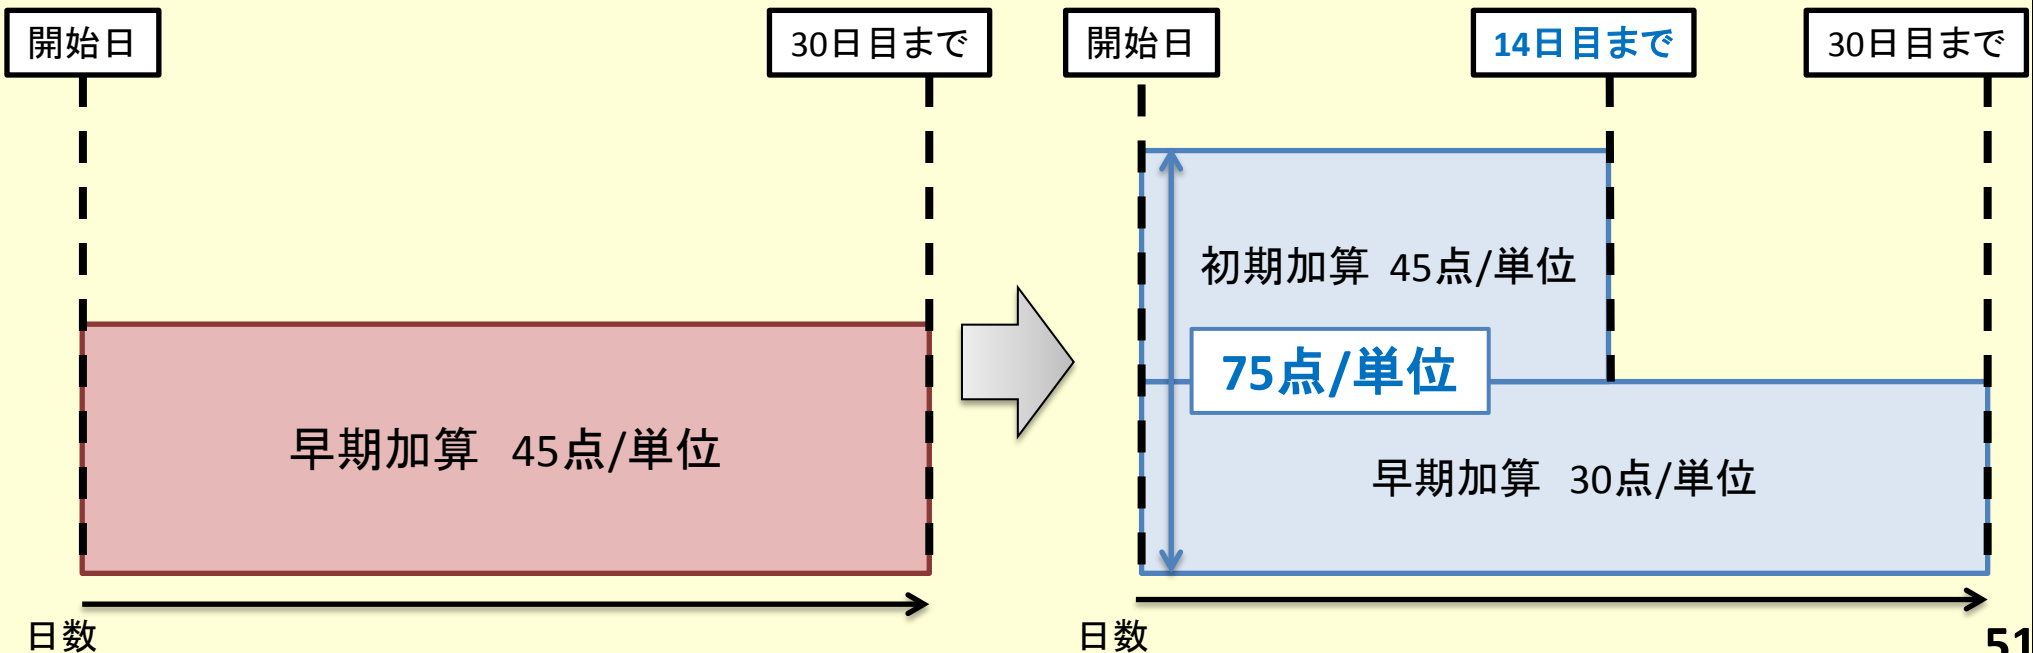 開始日
30日目まで
早期加算 45点/単位
日数
開始日
14日目まで
30日目まで
初期加算 45点/単位
75点/単位
早期加算 30点/単位
日数
51